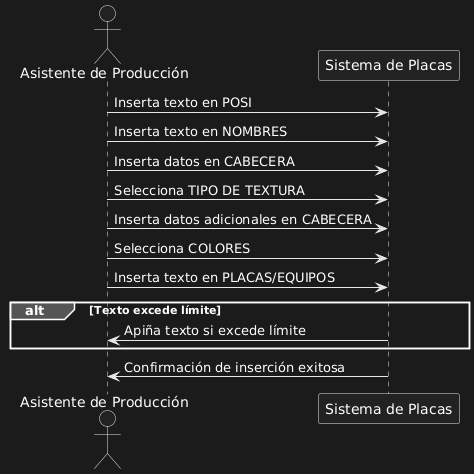 Asistente de Producción
Sistema de Placas
Inserta texto en POSI
Inserta texto en NOMBRES
Inserta datos en CABECERA
Selecciona TIPO DE TEXTURA
Inserta datos adicionales en CABECERA
Selecciona COLORES
Inserta texto en PLACAS/EQUIPOS
alt [Texto excede límite]
Apiña texto si excede límite
Confirmación de inserción exitosa
Asistente de Producción
Sistema de Placas